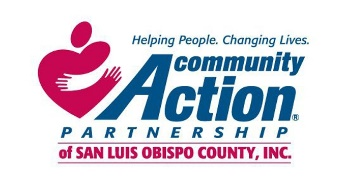 Helping People. Changing Lives.
community
Action®
PARTNERSHIP
of SAN LUIS OBISPO COUNTY, INC.